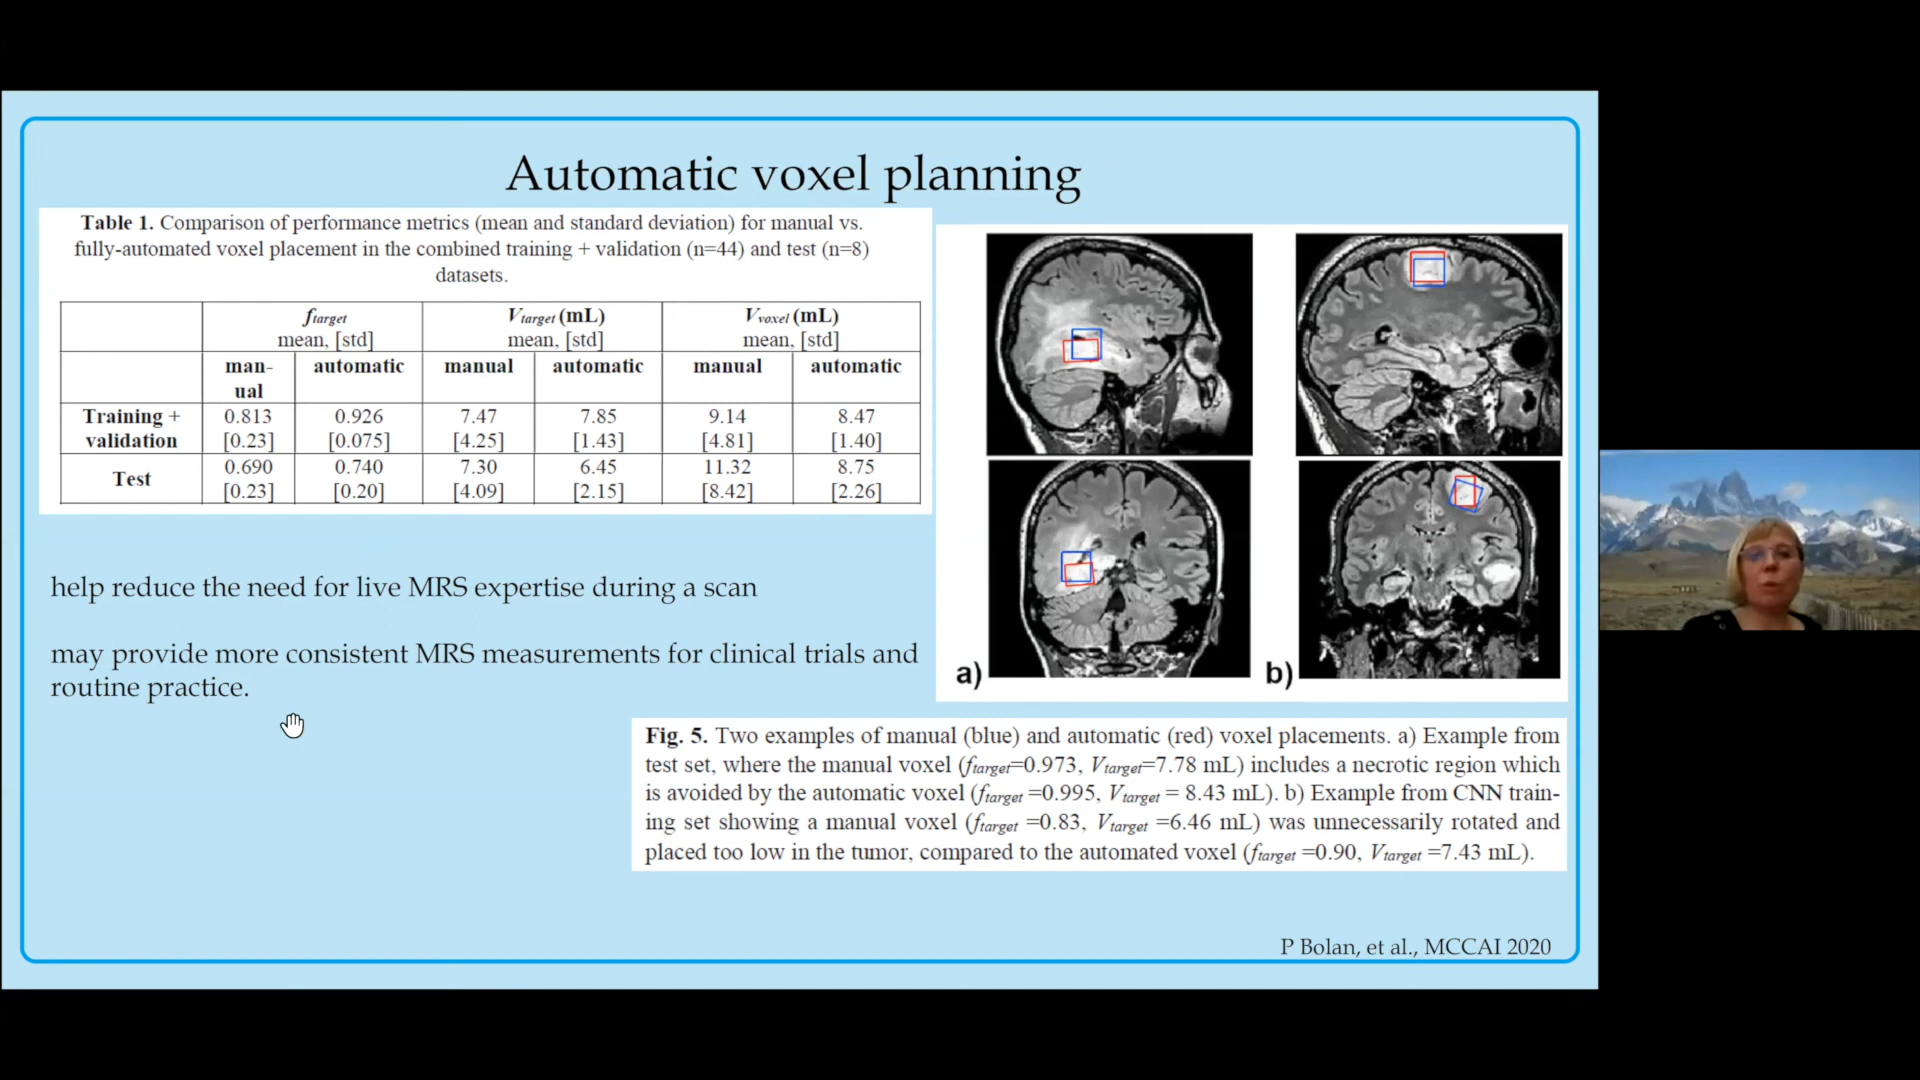 Automatic voxel planning
Table 1. Comparison of performance metrics (mean and standard deviation) for manual vs.
fully-automated voxel placement in the combined training + validation (n=44) and test (n=8)
datasets.
ftarget Vtarget (mL) Vvoxel (mL)
mean, [std] mean, [std] mean, [std]
man- automatic manual automatic manual automatic
ual
Training + 0.813 0.926 7.47 7.85 9.14 8.47
validation [0.23] [0.075] [4.25] [1.43] [4.81] [1.40]
Test 0.690 0.740 7.30 6.45 11.32 8.75
[0.23] [0.20] [4.09] [2.15] [8.42] [2.26]
help reduce the need for live MRS expertise during a scan
may provide more consistent MRS measurements for clinical trials and
routine practice.
a) b)
Fig. 5. Two examples of manual (blue) and automatic (red) voxel placements. a) Example from
test set, where the manual voxel (ftarget=0.973, Vtarget=7.78 mL) includes a necrotic region which
is avoided by the automatic voxel (ftarget =0.995, Vtarget = 8.43 mL). b) Example from CNN train-
ing set showing a manual voxel (ftarget =0.83, Vtarget =6.46 mL) was unnecessarily rotated and
placed too low in the tumor, compared to the automated voxel (ftarget =0.90, Vtarget =7.43 mL).
P Bolan, et al., MCCAI 2020